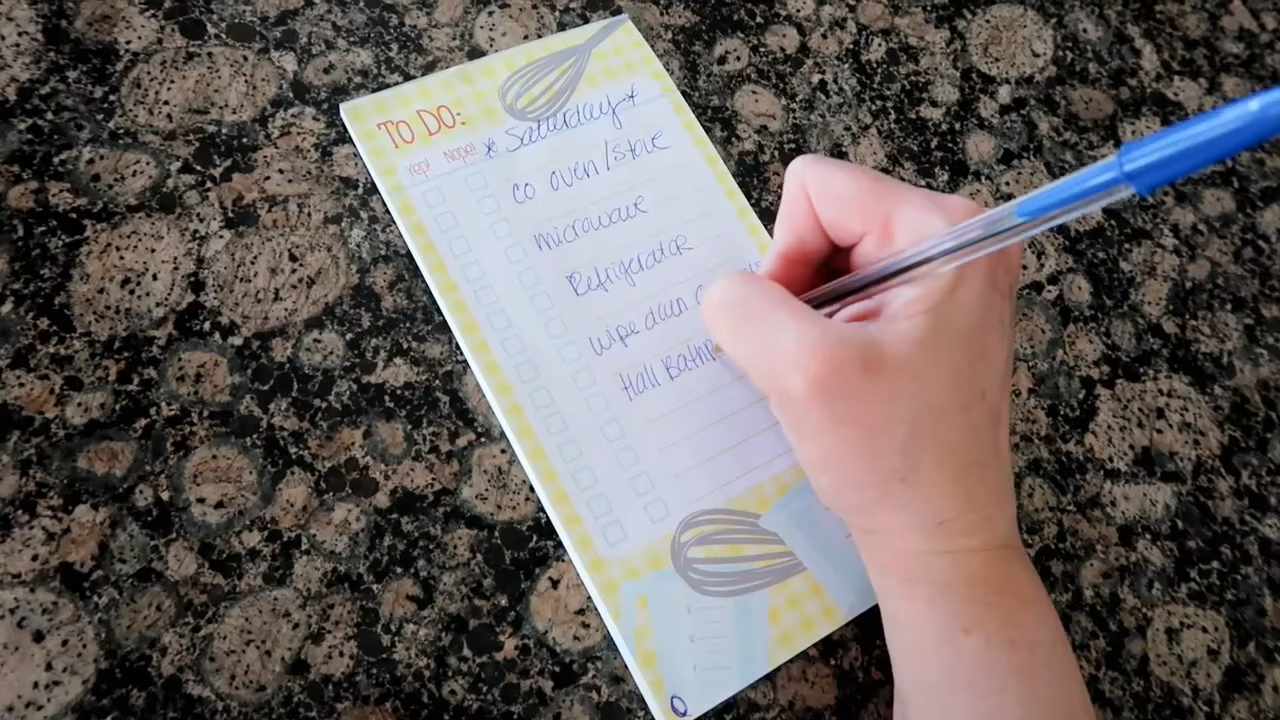 TO DO:
Yep! Nope! * Saturday *
CO oven/stove
microwave
Refrigerator
wipe down
Hall Bath